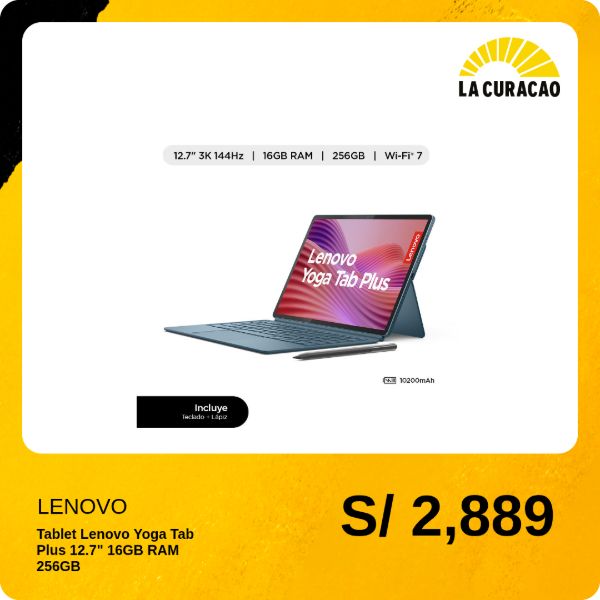 LA CURACAO
12.7" 3K 144Hz | 16GB RAM | 256GB | Wi-Fi® 7
Lenovo
Lenovo
Yoga Tab Plus
10200mAh
Incluye
Teclado + Lápiz
LENOVO
S/ 2,889
Tablet Lenovo Yoga Tab
Plus 12.7" 16GB RAM
256GB